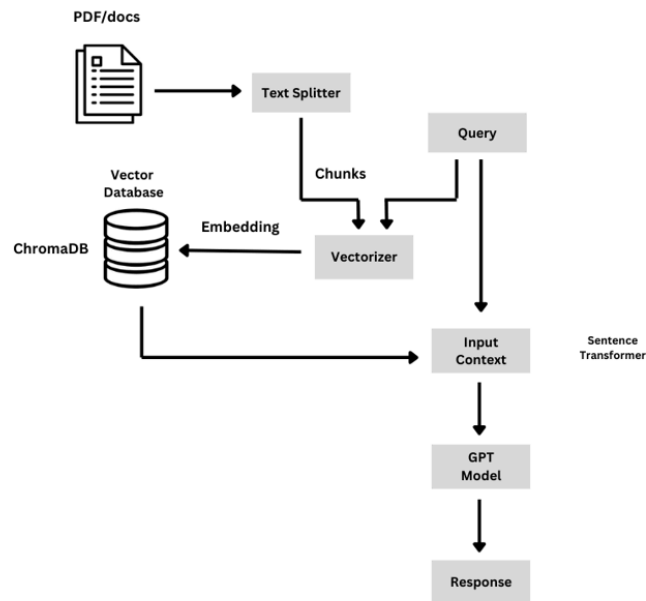 PDF/docs
Text Splitter
Query
Chunks
Vector
Database
Embedding
ChromaDB
Vectorizer
Input
Context
Sentence
Transformer
GPT
Model
Response